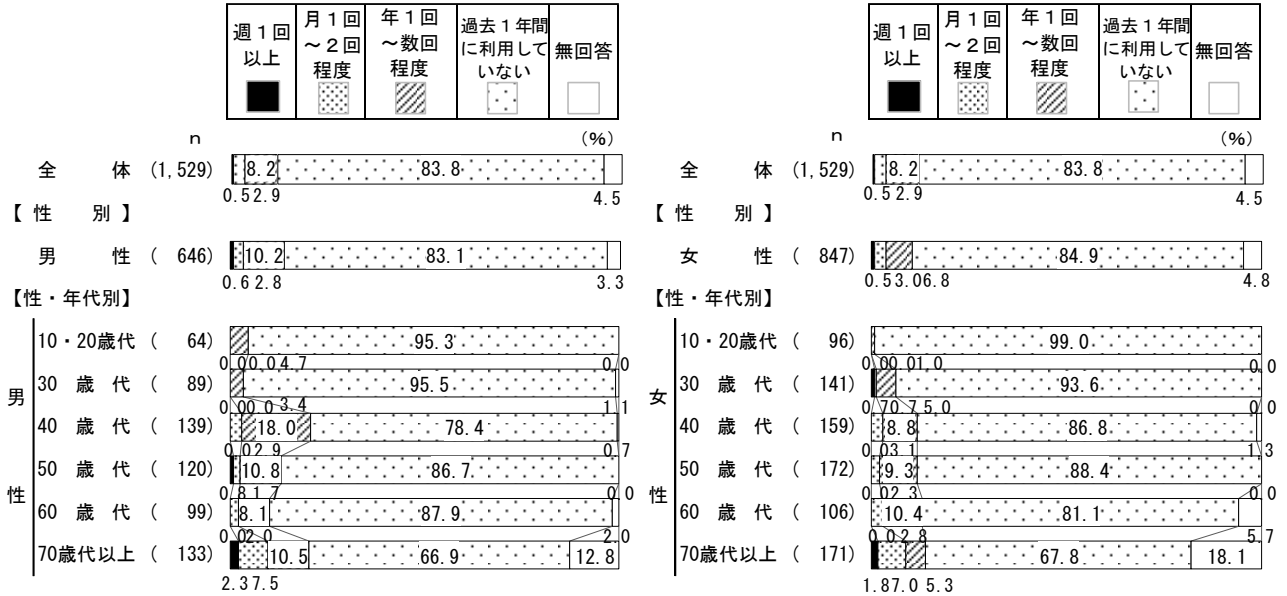 週１回以上 月１回～２回程度 年１回～数回程度 過去１年間に利用していない 無回答
n (%)
全 体 (1,529) 8.2 83.8
0.5 2.9 4.5
【性 別】
男 性 ( 646) 10.2 83.1
0.6 2.8 3.3
【性・年代別】
男性
10・20歳代 ( 64) 95.3
0.0 0.0 4.7 0.0
30 歳 代 ( 89) 95.5
0.0 0.0 3.4 1.1
40 歳 代 ( 139) 18.0 78.4
0.0 2.9 0.7
50 歳 代 ( 120) 10.8 86.7
0.8 1.7 0.0
60 歳 代 ( 99) 8.1 87.9
0.0 2.0 2.0
70歳代以上 ( 133) 10.5 66.9 12.8
2.3 7.5
週１回以上 月１回～２回程度 年１回～数回程度 過去１年間に利用していない 無回答
n (%)
全 体 (1,529) 8.2 83.8
0.5 2.9 4.5
【性 別】
女 性 ( 847) 84.9
0.5 3.0 6.8 4.8
【性・年代別】
女性
10・20歳代 ( 96) 99.0
0.0 0.0 1.0 0.0
30 歳 代 ( 141) 93.6
0.7 0.7 5.0 0.0
40 歳 代 ( 159) 8.8 86.8
0.0 3.1 1.3
50 歳 代 ( 172) 9.3 88.4
0.0 2.3 0.0
60 歳 代 ( 106) 10.4 81.1
0.0 2.8 5.7
70歳代以上 ( 171) 67.8 18.1
1.8 7.0 5.3